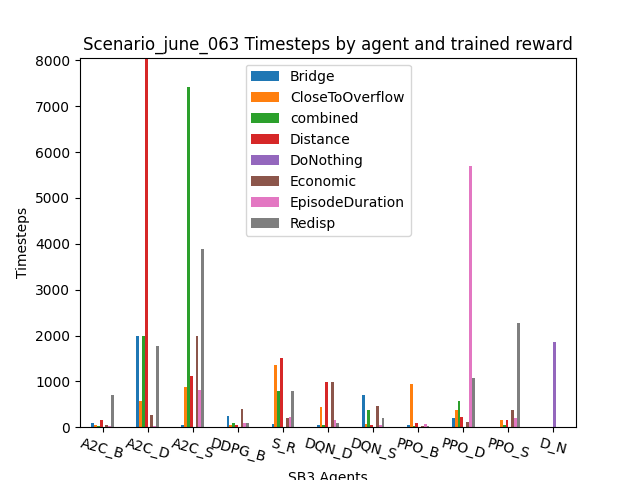 Scenario_june_063 Timesteps by agent and trained reward
8000
7000
6000
5000
4000
3000
2000
1000
0
Timesteps
Bridge
CloseToOverflow
combined
Distance
DoNothing
Economic
EpisodeDuration
Redisp
A2C_B
A2C_D
A2C_S
DDPG_B
S_R
DQN_D
DQN_S
PPO_B
PPO_D
PPO_S
D_N
SB3 Agents